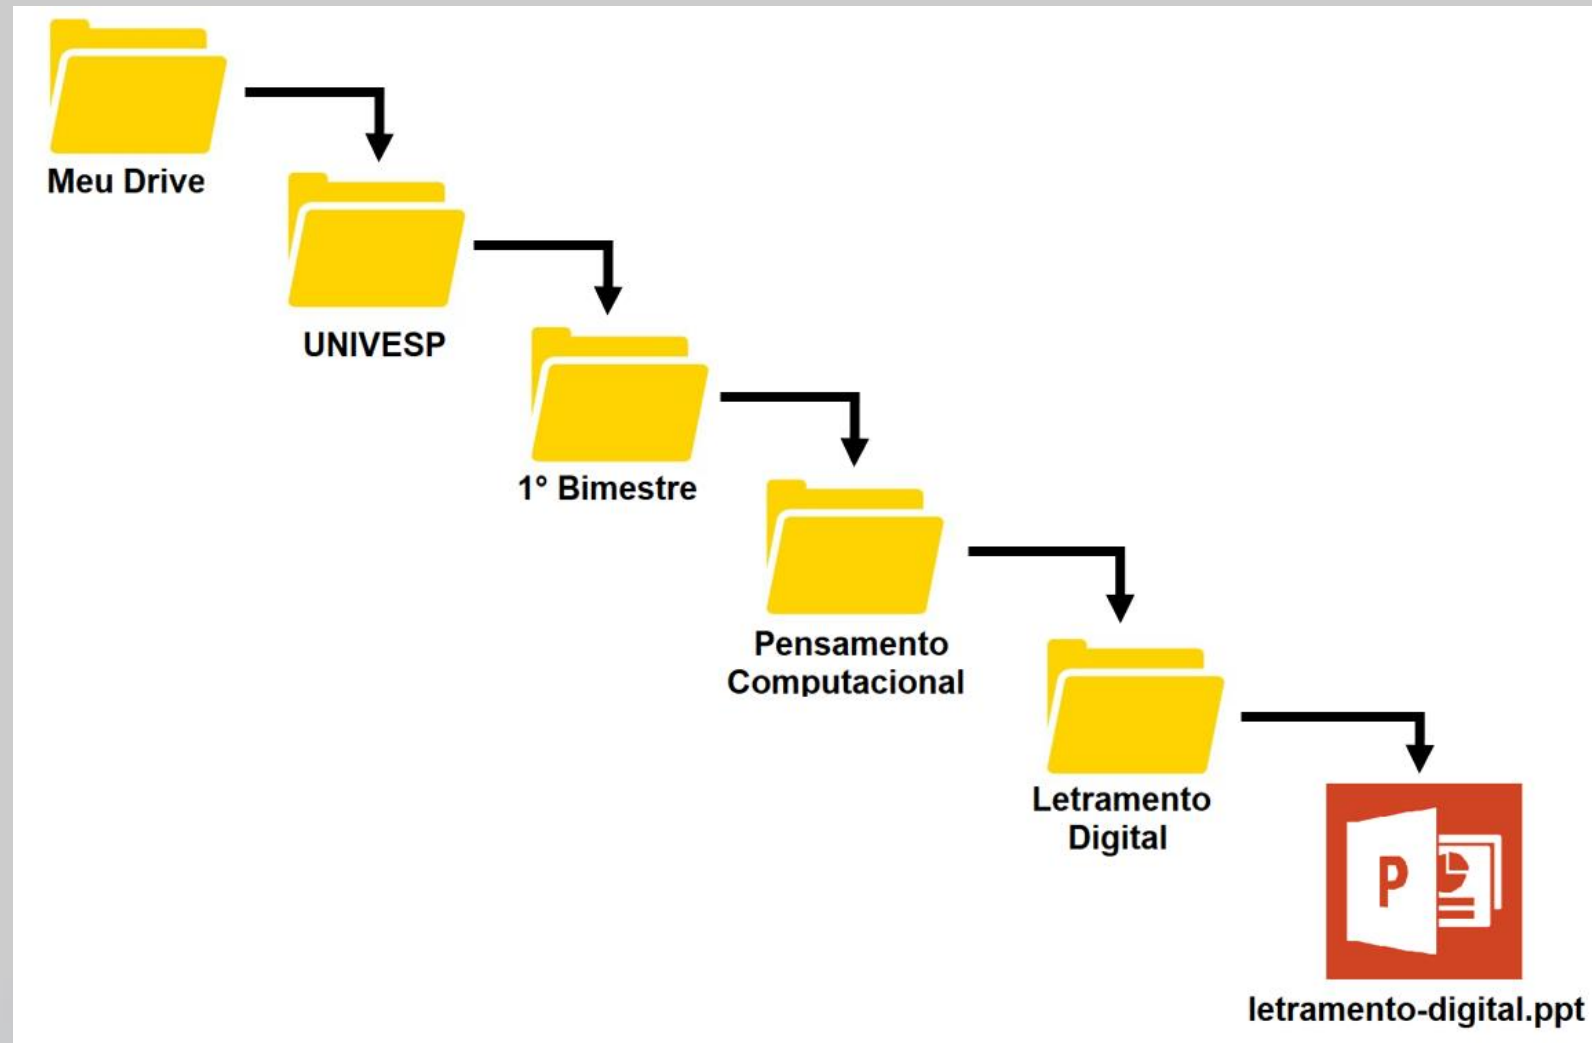 Meu Drive
UNIVESP
1° Bimestre
Pensamento
Computacional
Letramento
Digital
P
letramento-digital.ppt